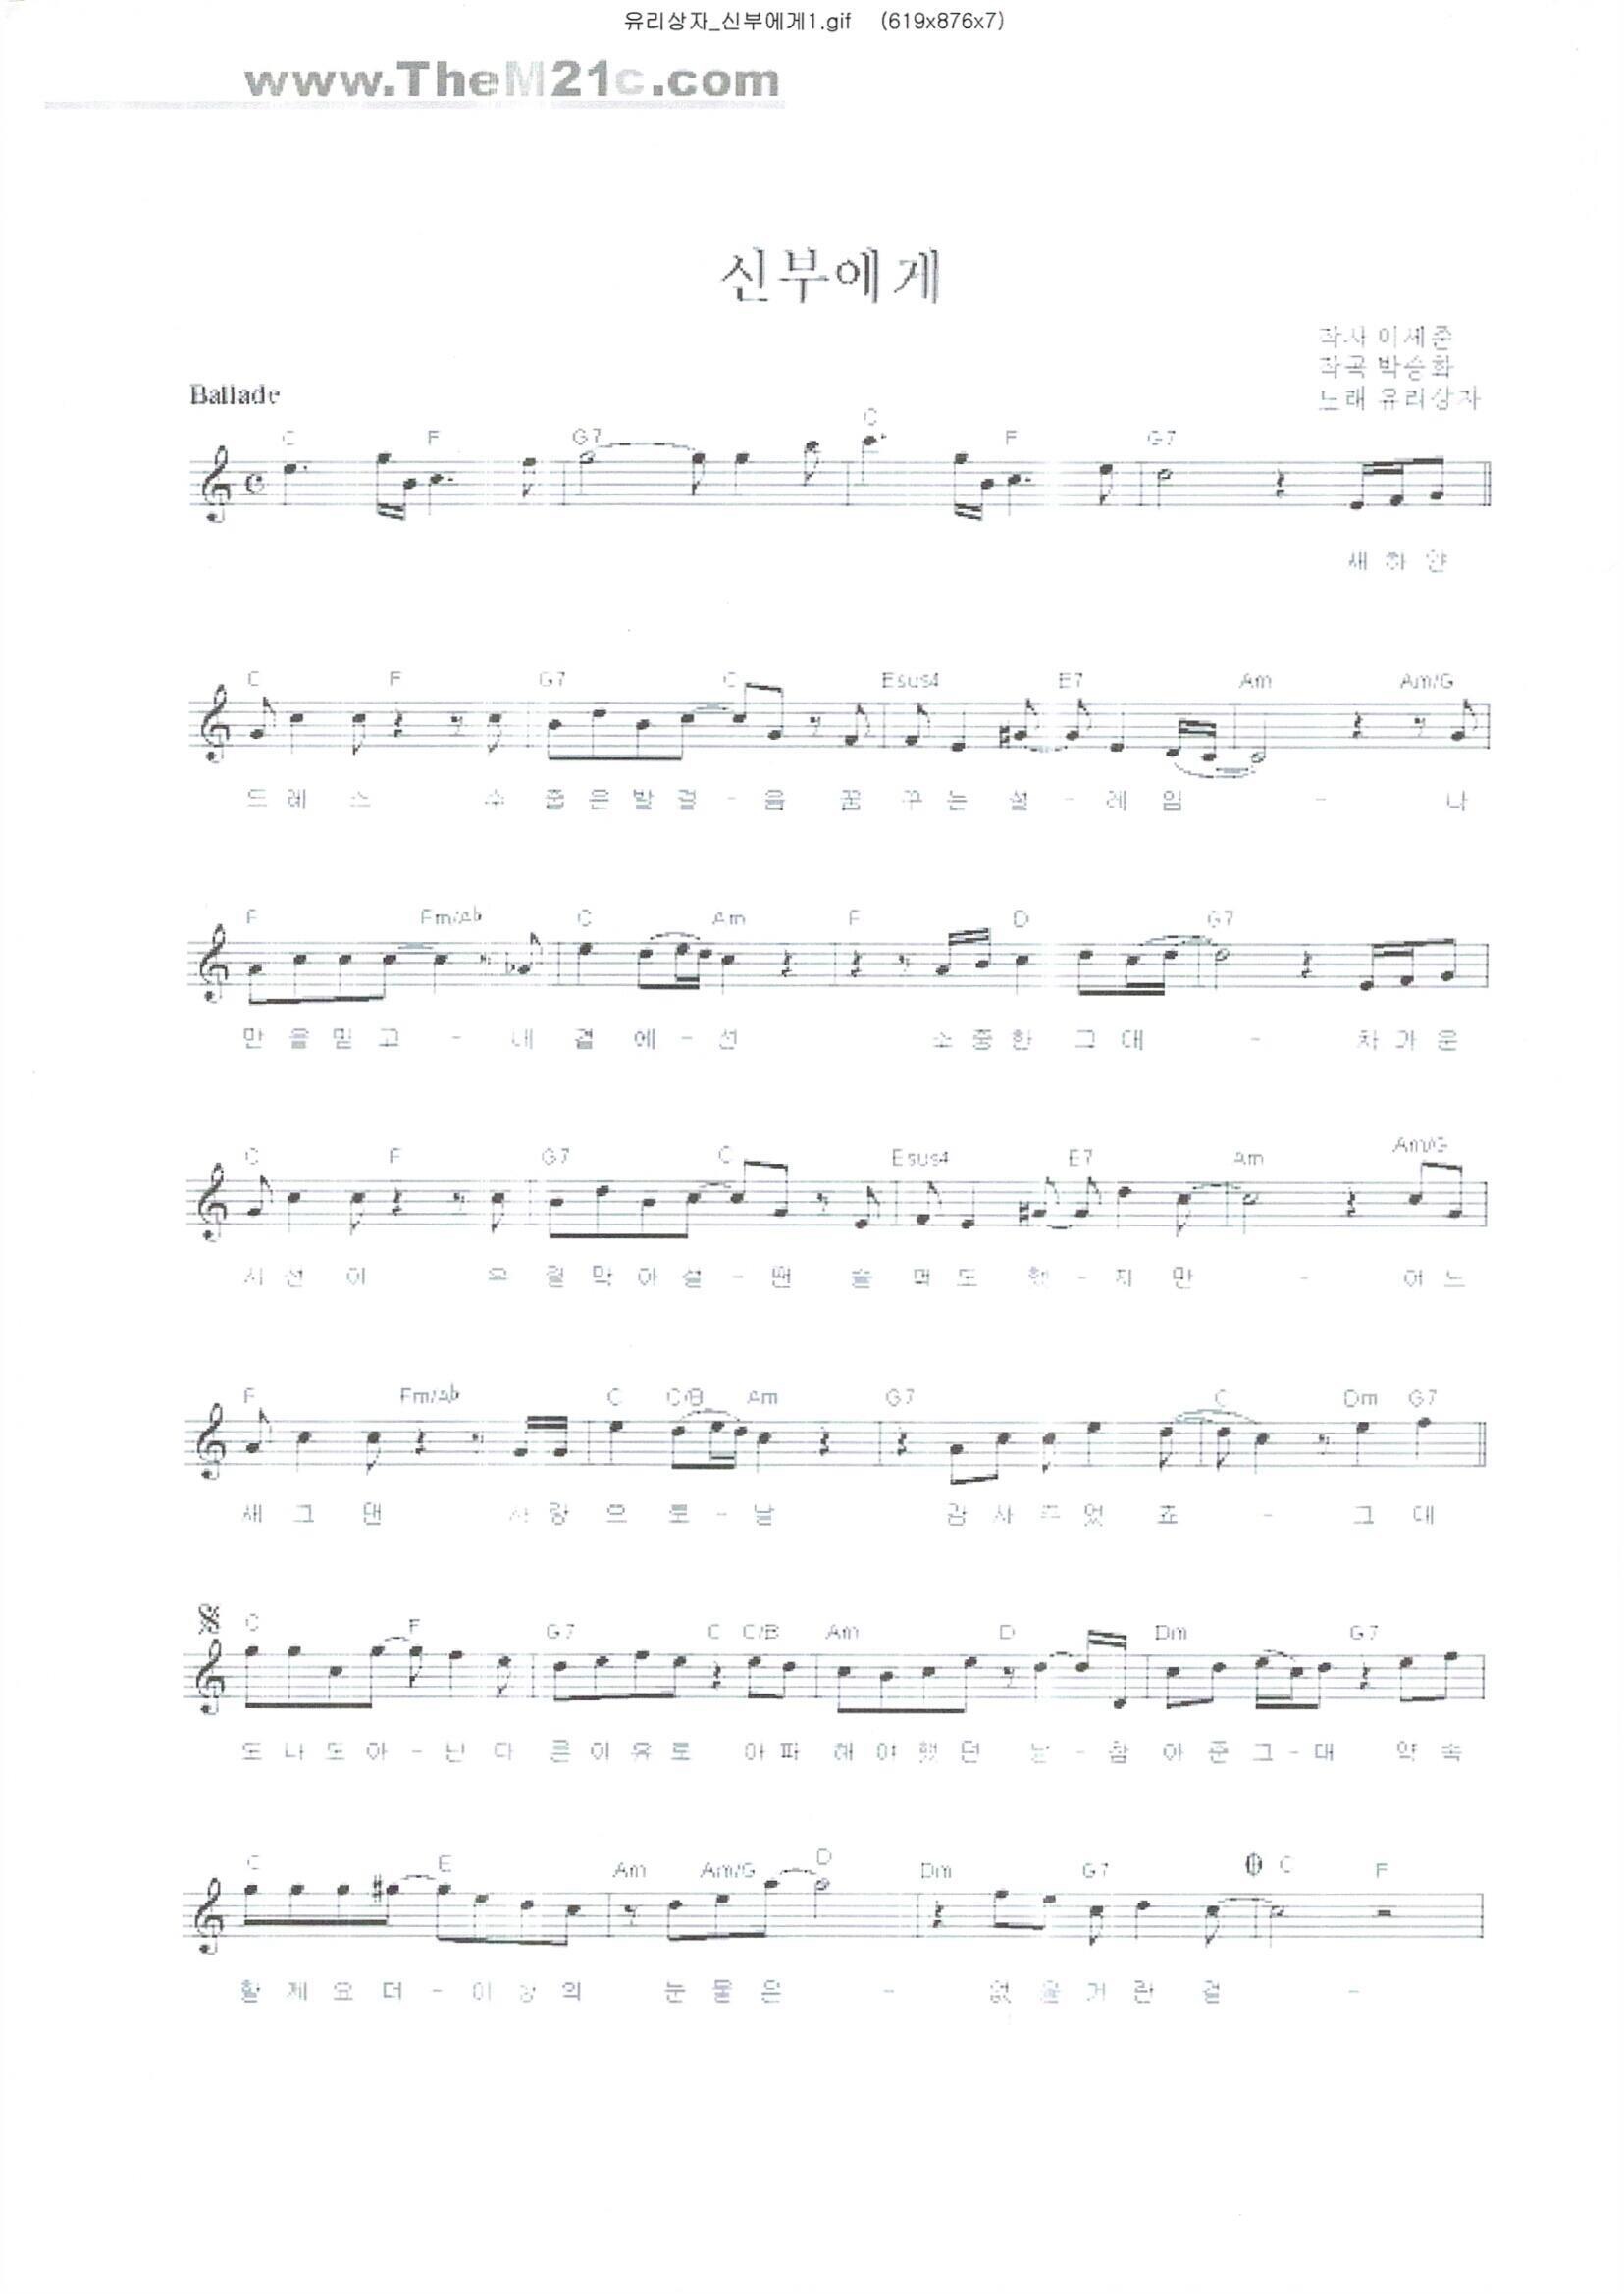 유리상자_신부에게1.gif (619x876x7)
www.TheM21c.com
신부에게
작사 이세준
작곡 박승화
노래 유리상자
Ballade
C F G7 C F G7
새 하 얀
C F G7 C Esus4 E7 Am Am/G
드 레 스 수 줍 은 발 걸 - 음 꿈 꾸 는 설 - 레 임 - 나
F Fm/Ab C Am F D G7
만 을 믿 고 - 내 곁 에 - 선 소 중 한 그 대 - 차 가 운
C F G7 C Esus4 E7 Am Am/G
시 선 이 우 릴 막 아 설 - 땐 슬 퍼 도 했 - 지 만 - 어 느
F Fm/Ab C C/B Am G7 C Dm G7
새 그 댄 사 랑 으 로 - 날 감 싸 주 었 죠 - 그 대
C F G7 C C/B Am D Dm G7
도 나 도 아 - 닌 다 른 이 유 로 아 파 해 야 했 던 날 - 참 아 준 그 - 대 약 속
C E Am Am/G D Dm G7 C F
할 게 요 더 - 이 상 의 눈 물 은 - 없 을 거 란 걸 -